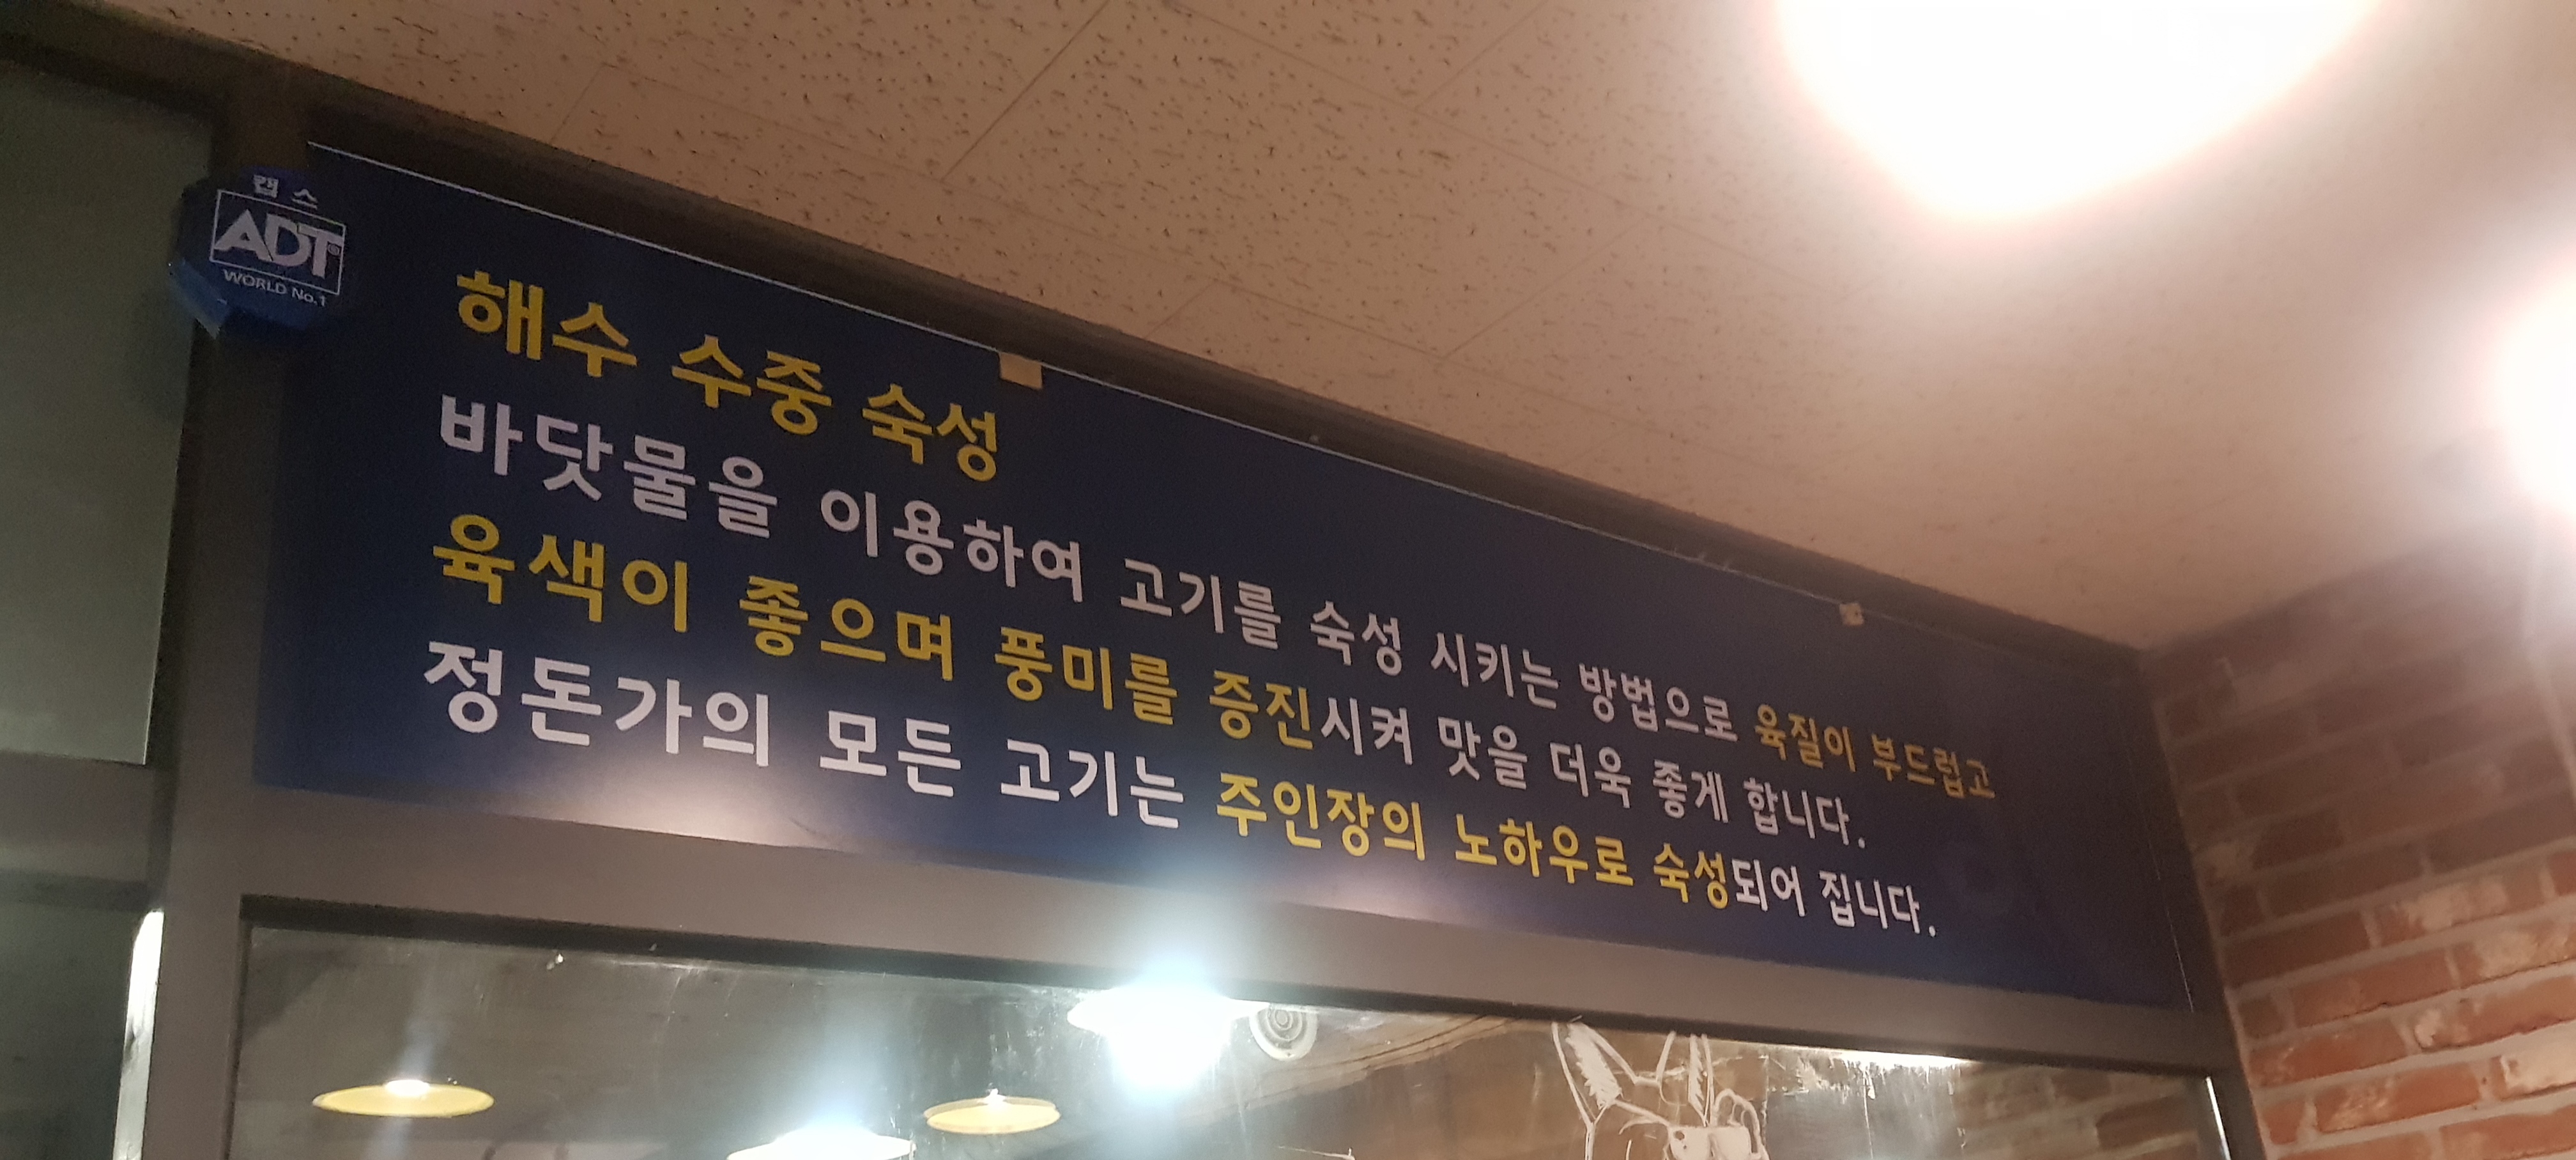 캡스
ADT
WORLD No.1
해수 수중 숙성
바닷물을 이용하여 고기를 숙성 시키는 방법으로 육질이 부드럽고
육색이 좋으며 풍미를 증진시켜 맛을 더욱 좋게 합니다.
정돈가의 모든 고기는 주인장의 노하우로 숙성되어 집니다.